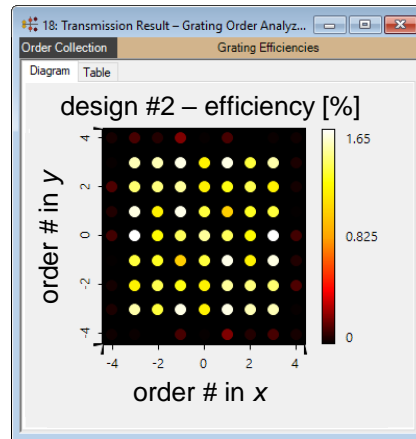 18: Transmission Result – Grating Order Analyz...
Order Collection Grating Efficiencies
Diagram Table
design #2 – efficiency [%]
4
2
0
-2
-4
order # in y
-4 -2 0 2 4
order # in x
1.65
0.825
0